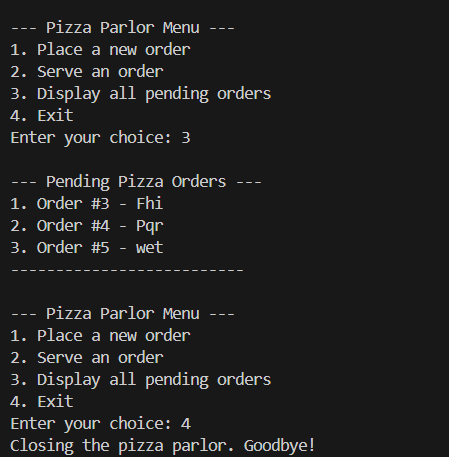 --- Pizza Parlor Menu ---
1. Place a new order
2. Serve an order
3. Display all pending orders
4. Exit
Enter your choice: 3
--- Pending Pizza Orders ---
1. Order #3 - Fhi
2. Order #4 - Pqr
3. Order #5 - wet
--------------------------
--- Pizza Parlor Menu ---
1. Place a new order
2. Serve an order
3. Display all pending orders
4. Exit
Enter your choice: 4
Closing the pizza parlor. Goodbye!